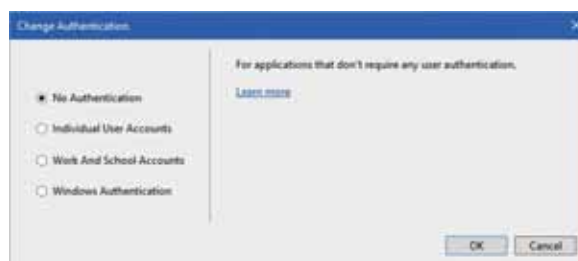 Change Authentication
For applications that don't require any user authentication.
Learn more
No Authentication
Individual User Accounts
Work And School Accounts
Windows Authentication
OK
Cancel